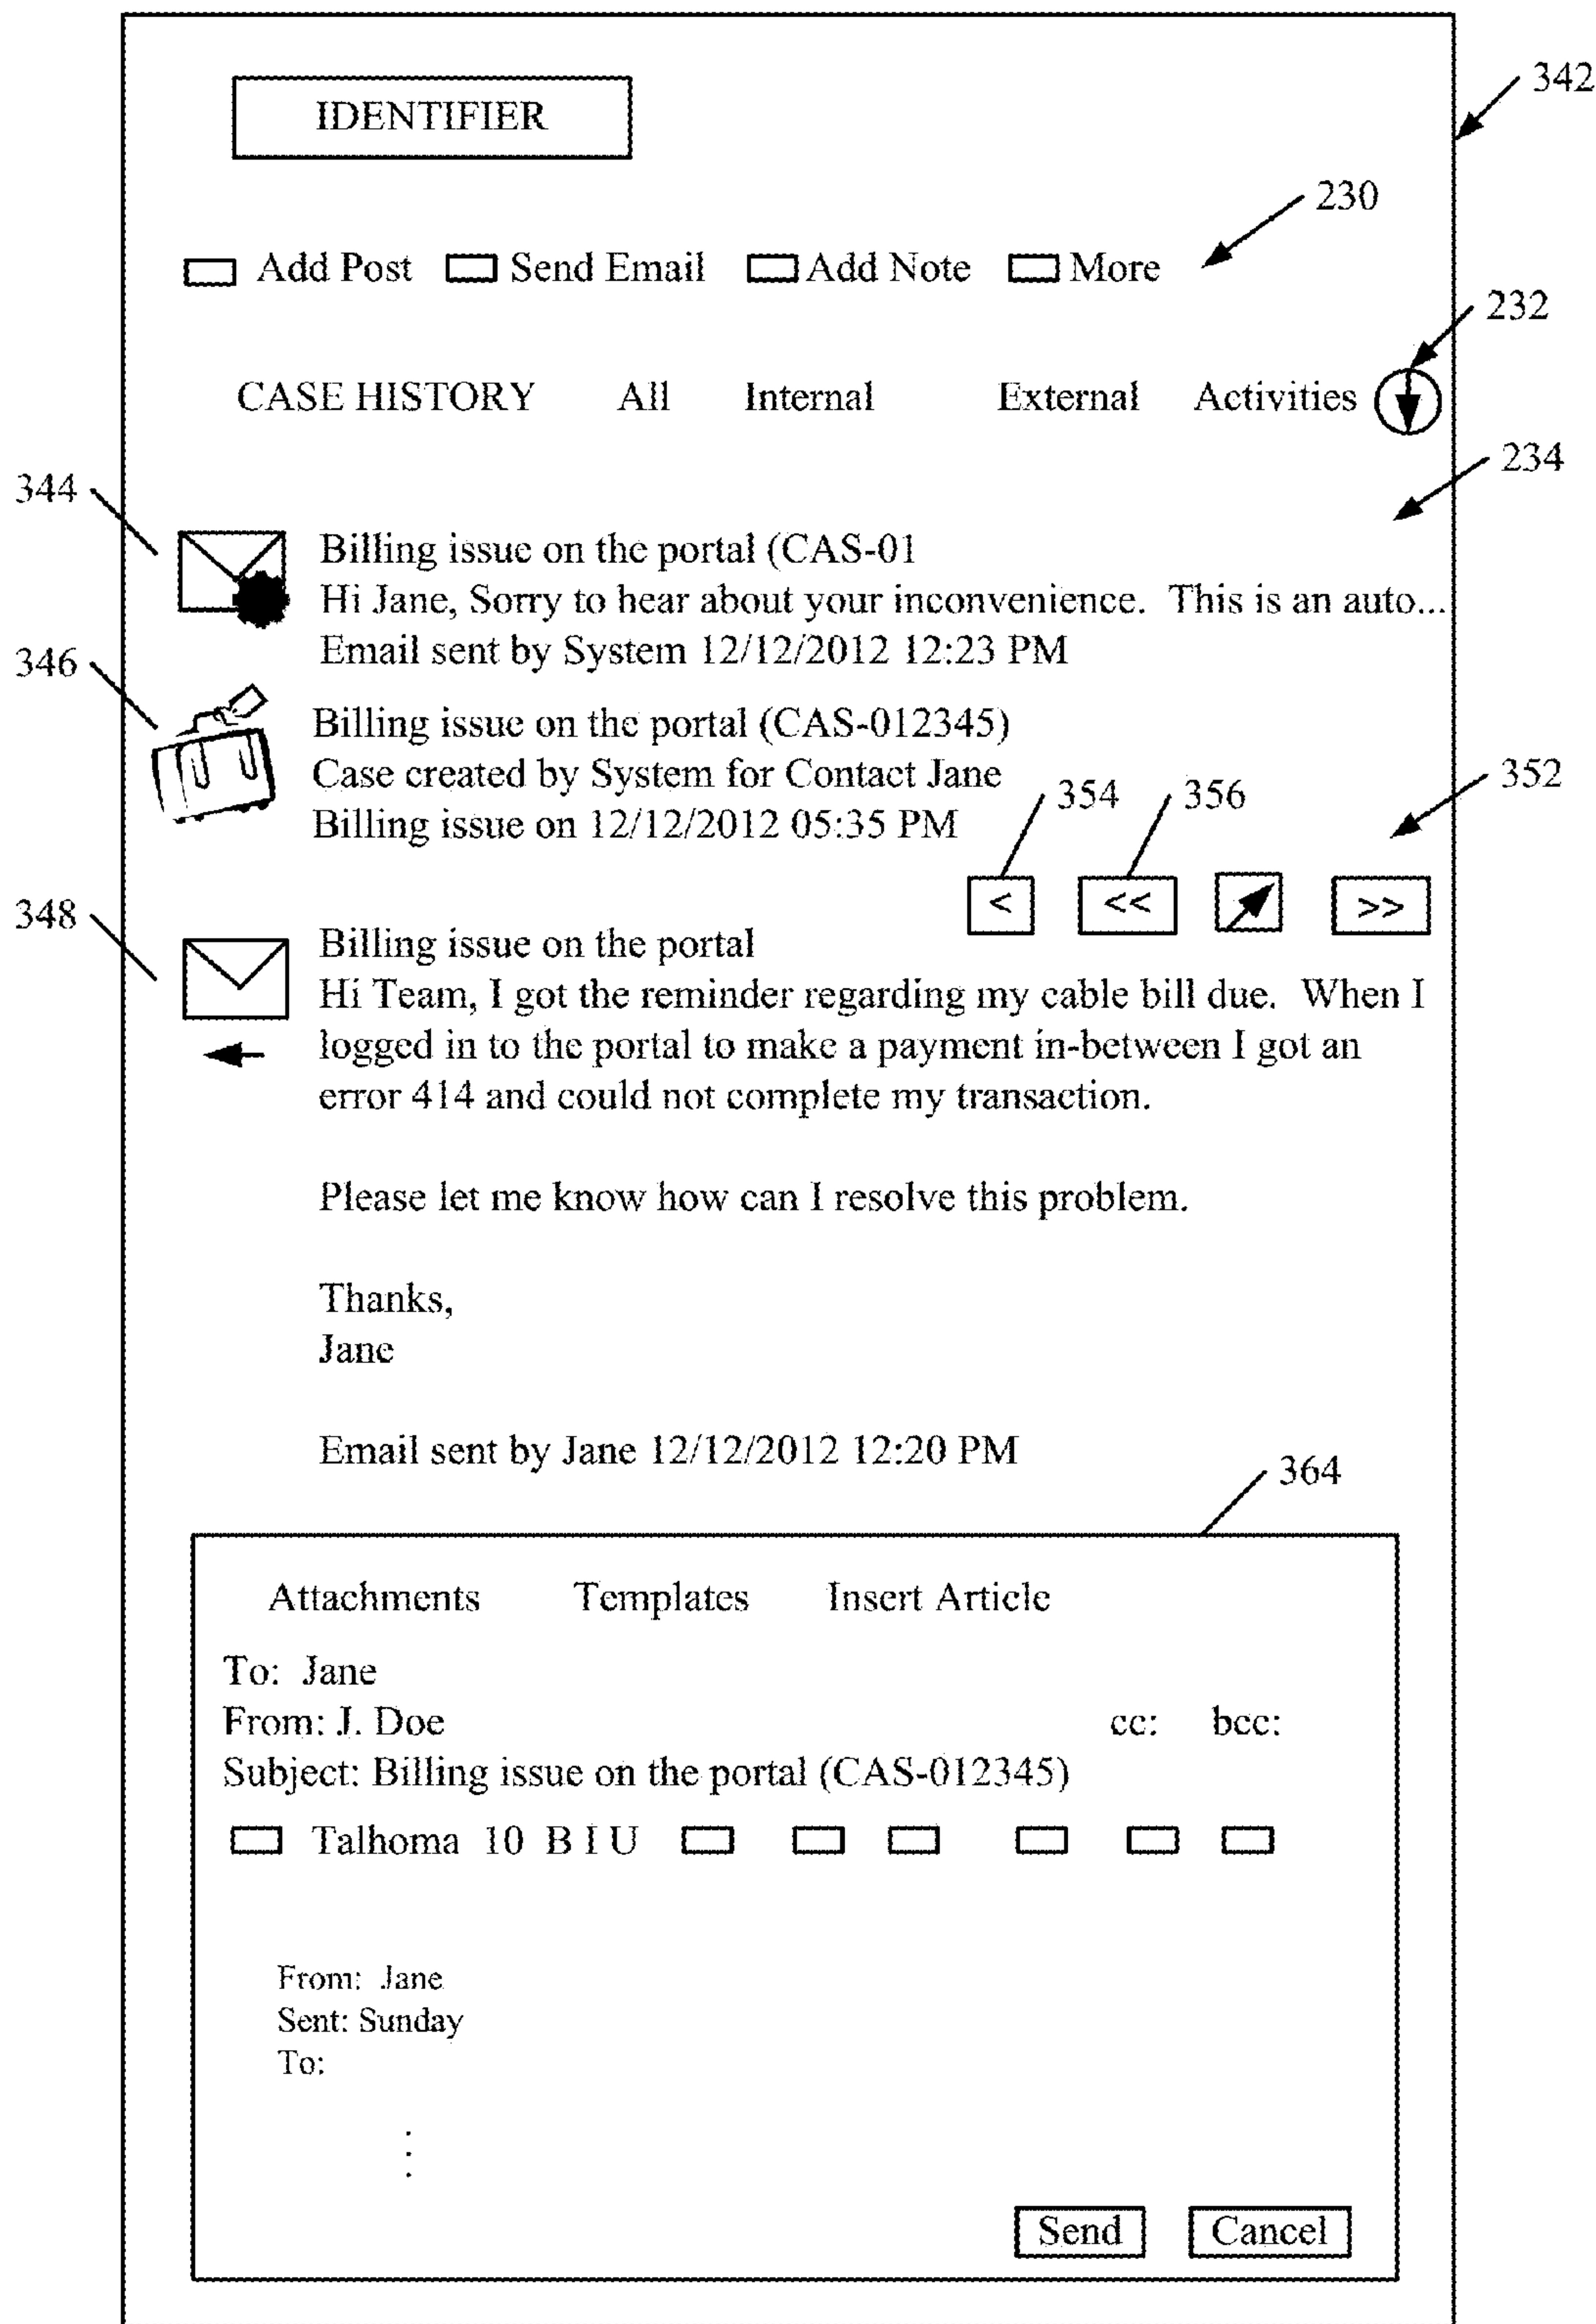 342
IDENTIFIER
230
Add Post Send Email Add Note More
232
CASE HISTORY All Internal External Activities
234
344
Billing issue on the portal (CAS-01
Hi Jane, Sorry to hear about your inconvenience. This is an auto...
Email sent by System 12/12/2012 12:23 PM
346
Billing issue on the portal (CAS-012345)
Case created by System for Contact Jane
Billing issue on 12/12/2012 05:35 PM
354 356 352
< << >>
348
Billing issue on the portal
Hi Team, I got the reminder regarding my cable bill due. When I
logged in to the portal to make a payment in-between I got an
error 414 and could not complete my transaction.
Please let me know how can I resolve this problem.
Thanks,
Jane
Email sent by Jane 12/12/2012 12:20 PM
364
Attachments Templates Insert Article
To: Jane
From: J. Doe cc: bcc:
Subject: Billing issue on the portal (CAS-012345)
Talhoma 10 B I U
From: Jane
Sent: Sunday
To:
Send Cancel